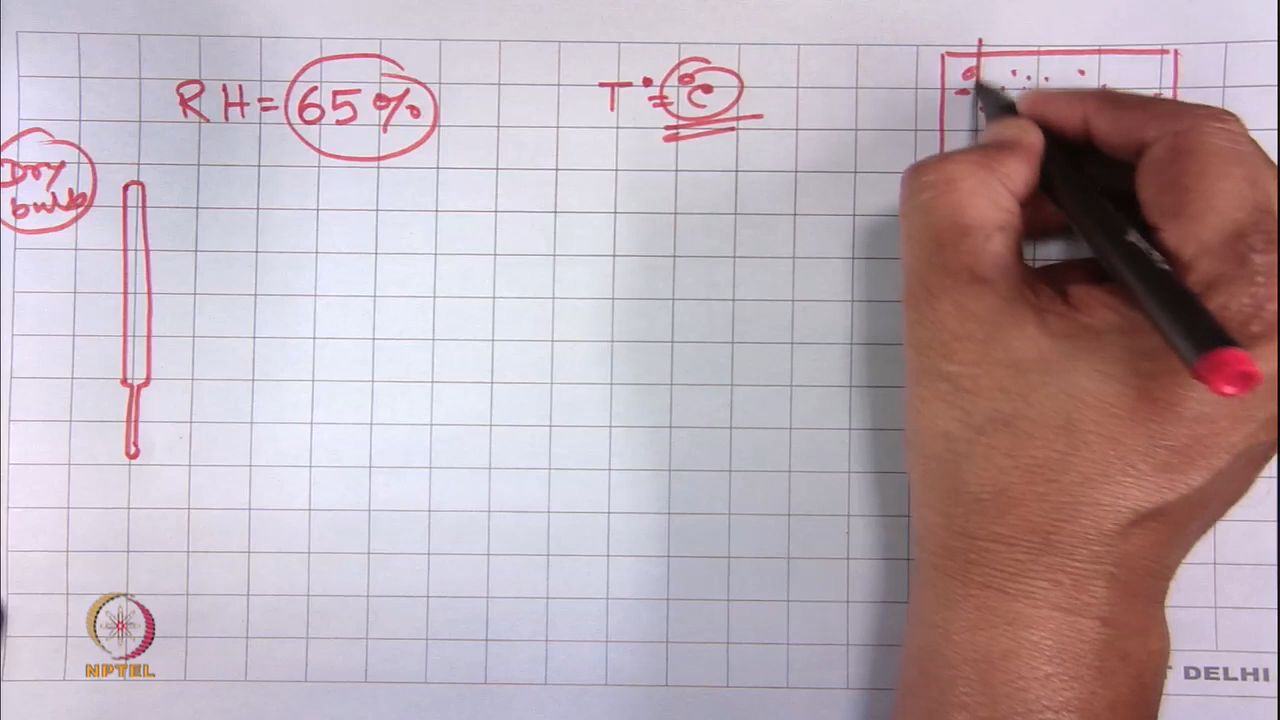 RH = 65%
T° = °C
Dry
bulb
NPTEL
DELHI